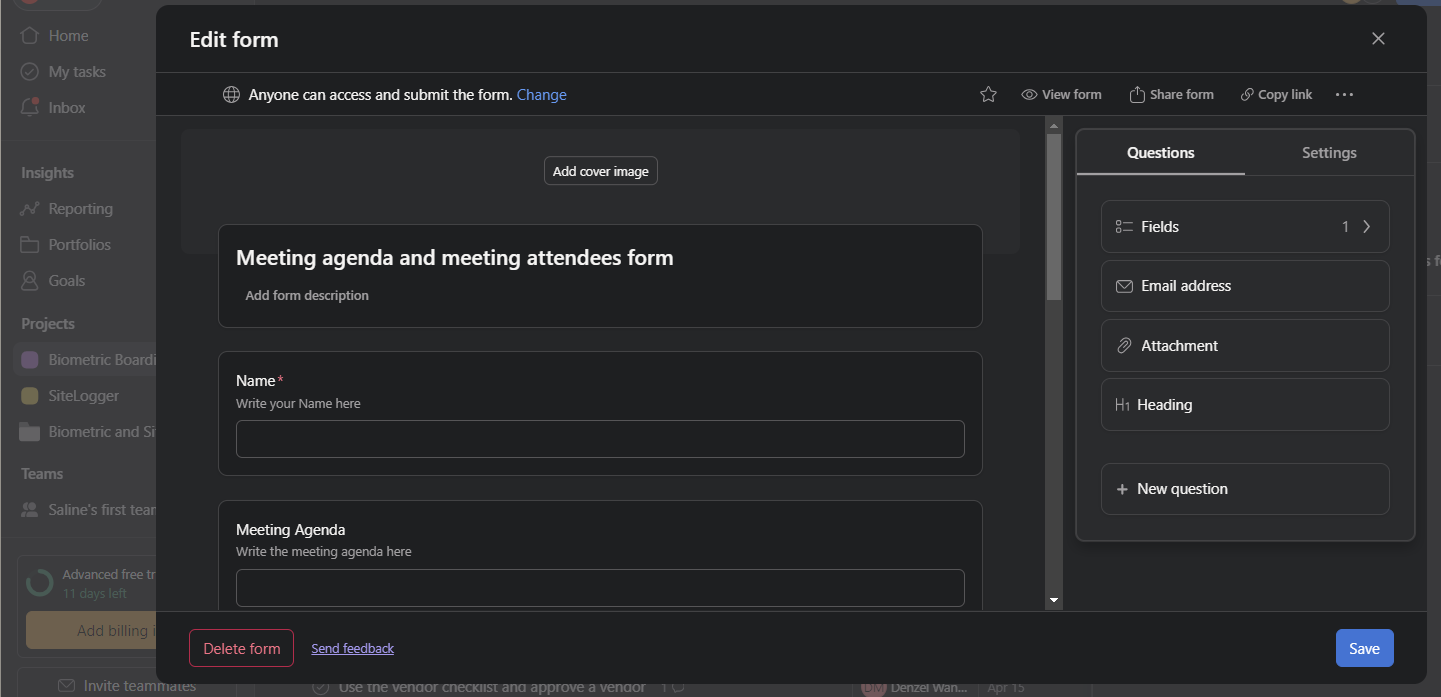 Home
My tasks
Inbox
Insights
Reporting
Portfolios
Goals
Projects
Biometric Boardi
SiteLogger
Biometric and Si
Teams
Saline's first tear
Advanced free tr
11 days left
Add billing i
Invite teammates
Edit form
Anyone can access and submit the form. Change
View form
Share form
Copy link
Add cover image
Meeting agenda and meeting attendees form
Add form description
Name*
Write your Name here
Meeting Agenda
Write the meeting agenda here
Questions
Settings
Fields 1
Email address
Attachment
H1 Heading
+ New question
Delete form
Send feedback
Save
Use the vendor checklist and approve a vendor 1
DM Denzel Wan... Apr 15